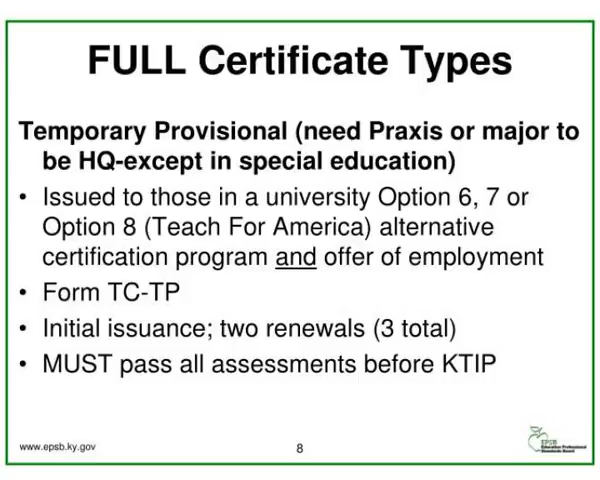 FULL Certificate Types
Temporary Provisional (need Praxis or major to
be HQ-except in special education)
• Issued to those in a university Option 6, 7 or
Option 8 (Teach For America) alternative
certification program and offer of employment
• Form TC-TP
• Initial issuance; two renewals (3 total)
• MUST pass all assessments before KTIP
www.epsb.ky.gov
8
EPSB
Education Professional
Standards Board